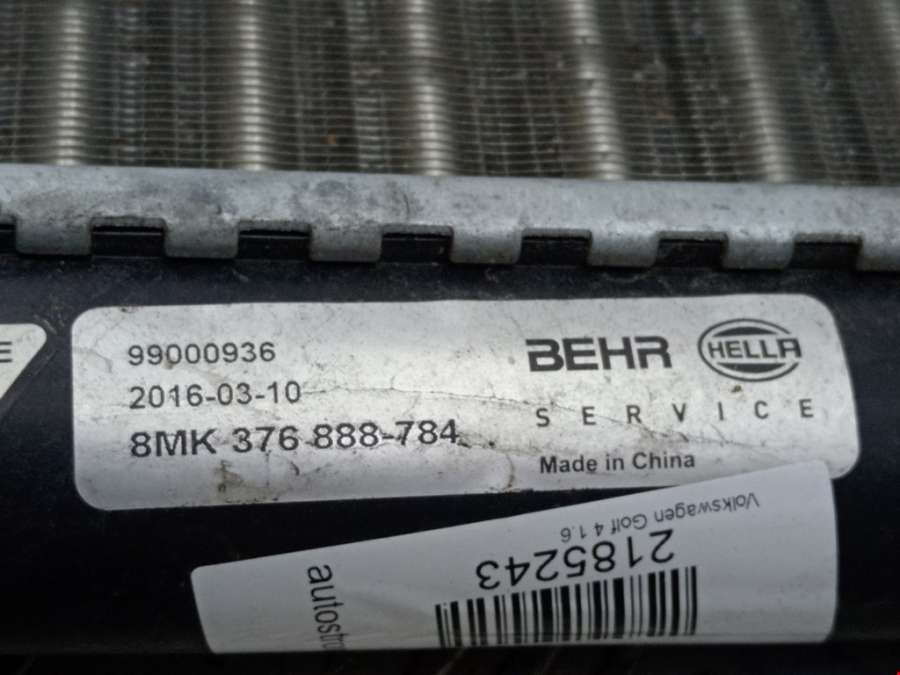 E
99000936
2016-03-10
8MK 376 888-784
BEHR HELLA
SERVICE
Made in China
Volkswagen Golf 4 1.6
2185243